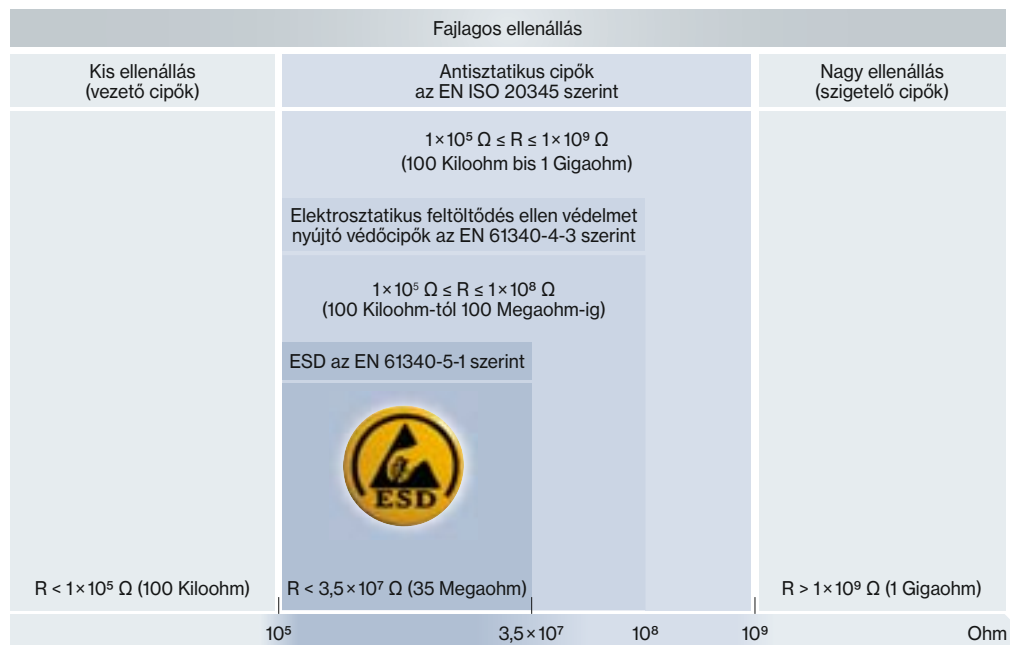 Fajlagos ellenállás
Kis ellenállás
(vezető cipők)
Antisztatikus cipők
az EN ISO 20345 szerint
Nagy ellenállás
(szigetelő cipők)
1×10⁵ Ω ≤ R ≤ 1×10⁹ Ω
(100 Kiloohm bis 1 Gigaohm)
Elektrosztatikus feltöltődés ellen védelmet
nyújtó védőcipők az EN 61340-4-3 szerint
1×10⁵ Ω ≤ R ≤ 1×10⁸ Ω
(100 Kiloohm-tól 100 Megaohm-ig)
ESD az EN 61340-5-1 szerint
ESD
R < 1×10⁵ Ω (100 Kiloohm)
R < 3,5×10⁷ Ω (35 Megaohm)
R > 1×10⁹ Ω (1 Gigaohm)
10⁵ 3,5×10⁷ 10⁸ 10⁹ Ohm